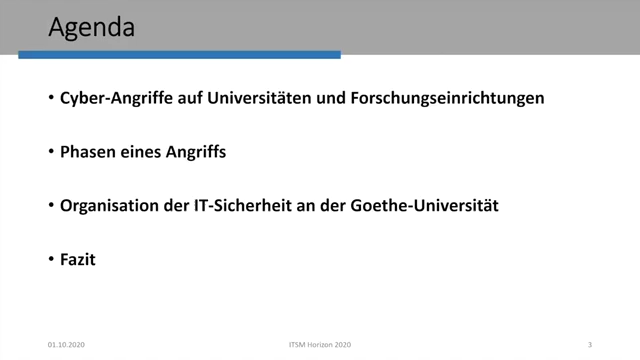 Agenda
• Cyber-Angriffe auf Universitäten und Forschungseinrichtungen
• Phasen eines Angriffs
• Organisation der IT-Sicherheit an der Goethe-Universität
• Fazit
01.10.2020 ITSM Horizon 2020 3